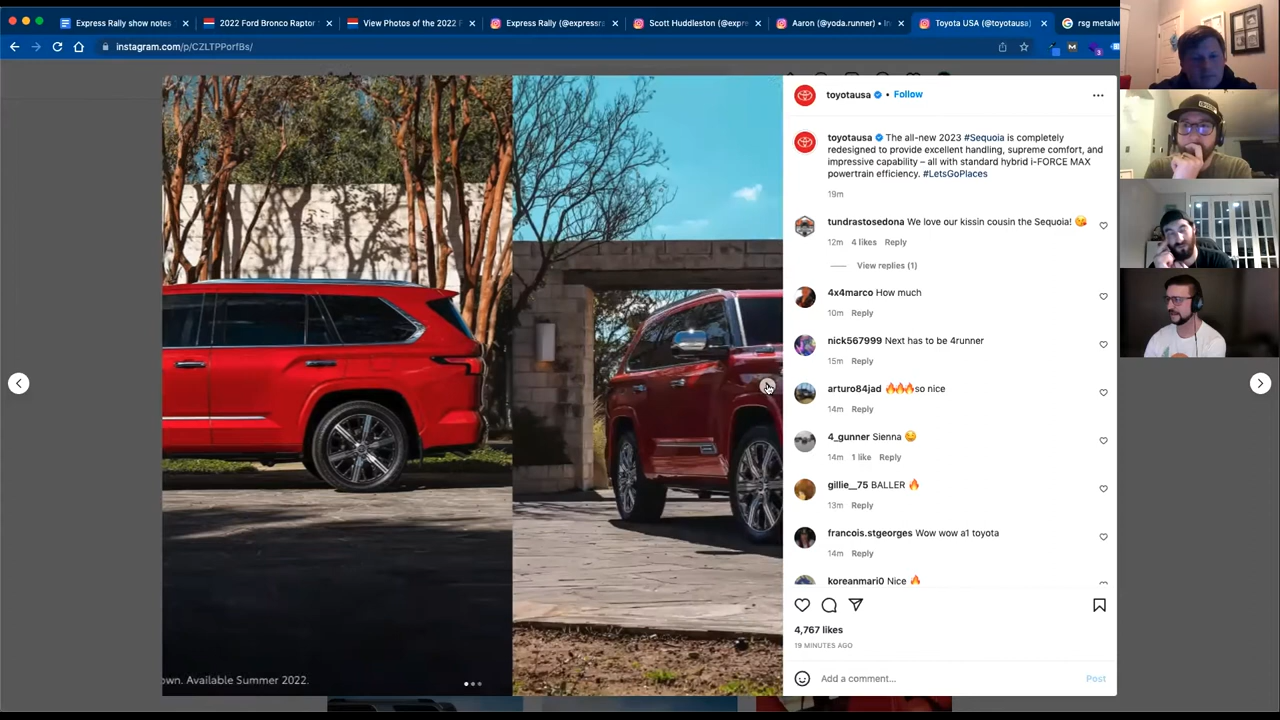 Express Rally show notes
2022 Ford Bronco Raptor
View Photos of the 2022 F
Express Rally (@expressr
Scott Huddleston (@expre
Aaron (@yoda.runner) • In
Toyota USA (@toyotausa)
rsg metalw
instagram.com/p/CZLTPPorfBs/
toyotausa • Follow
toyotausa The all-new 2023 #Sequoia is completely
redesigned to provide excellent handling, supreme comfort, and
impressive capability – all with standard hybrid i-FORCE MAX
powertrain efficiency. #LetsGoPlaces
19m
tundrastosedona We love our kissin cousin the Sequoia! 😘
12m 4 likes Reply
View replies (1)
4x4marco How much
10m Reply
nick567999 Next has to be 4runner
15m Reply
arturo84jad 🔥🔥🔥so nice
14m Reply
4_gunner Sienna 😊
14m 1 like Reply
gillie__75 BALLER 🔥
13m Reply
francois.stgeorges Wow wow a1 toyota
14m Reply
koreanmari0 Nice 🔥
4,767 likes
19 MINUTES AGO
Add a comment...
Post
own. Available Summer 2022.